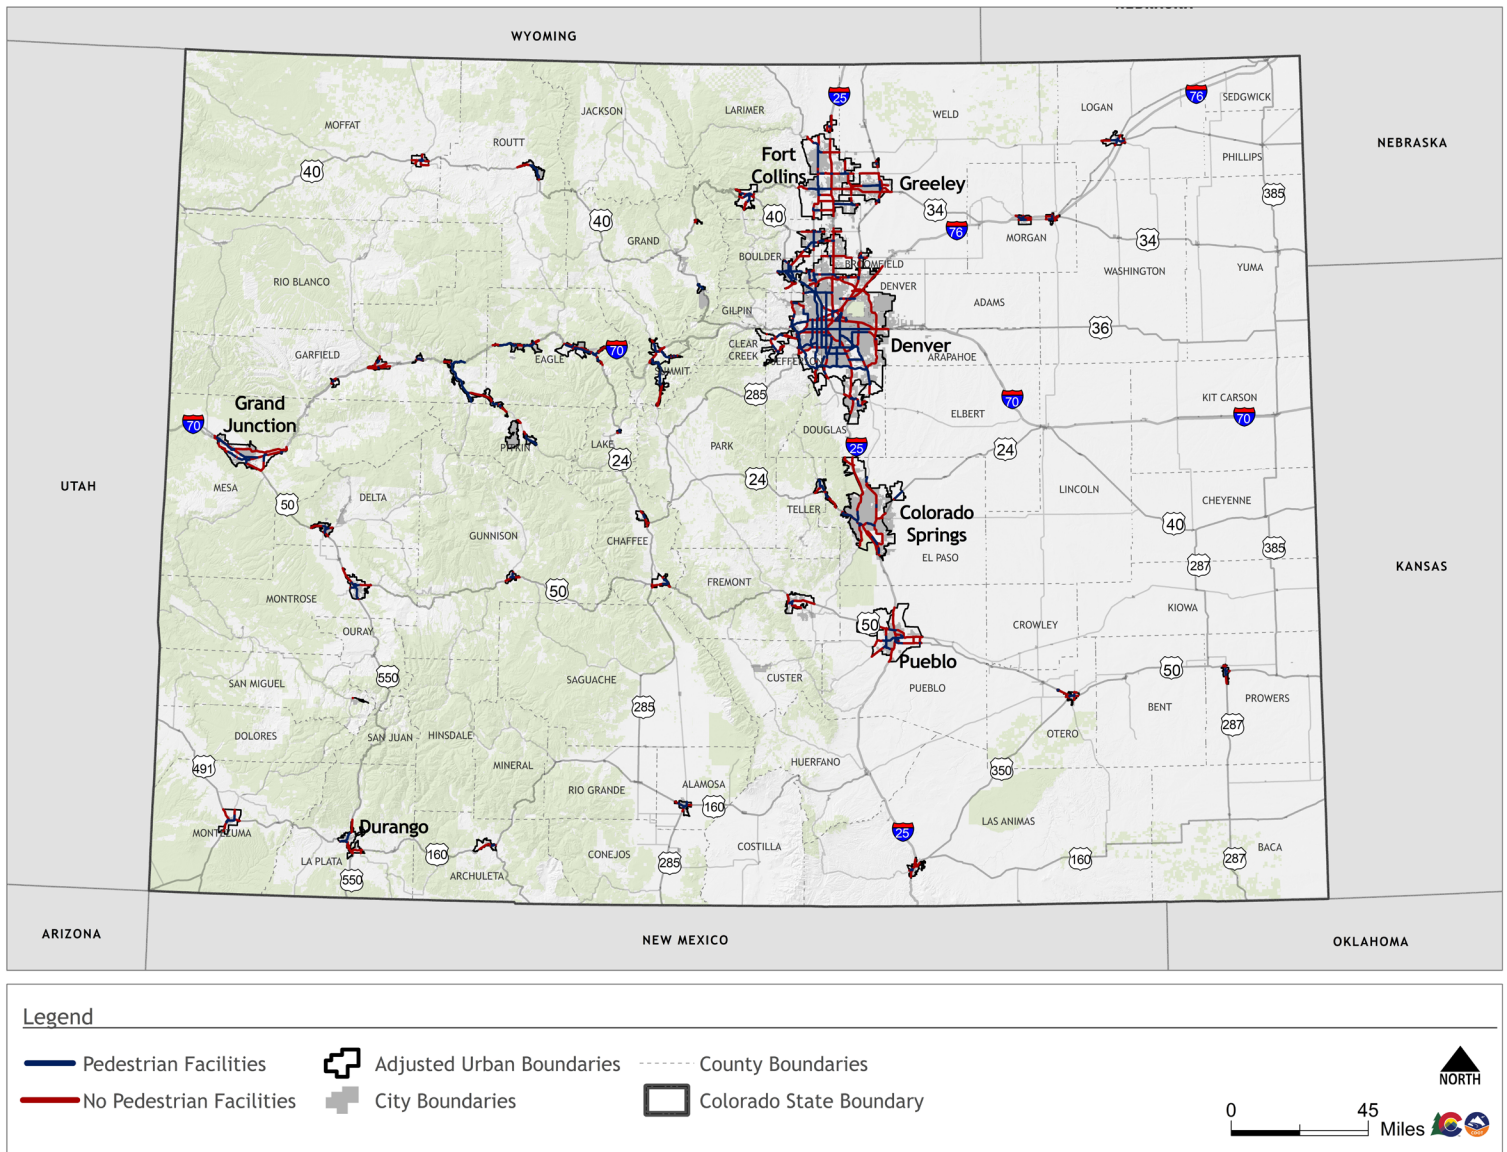 NEBRASKA
WYOMING
25
76
SEDGWICK
LOGAN
JACKSON
LARIMER
WELD
MOFFAT
ROUTT
NEBRASKA
PHILLIPS
Fort
Collins
40
Greeley
385
34
40
40
76
MORGAN
34
GRAND
BOULDER
BROOMFIELD
WASHINGTON
YUMA
RIO BLANCO
DENVER
ADAMS
GILPIN
36
CLEAR
CREEK
Denver
GARFIELD
EAGLE
70
JEFFERSON
ARAPAHOE
SUMMIT
285
70
KIT CARSON
Grand
Junction
70
ELBERT
70
DOUGLAS
25
PITKIN
LAKE
PARK
24
24
UTAH
MESA
24
DELTA
TELLER
LINCOLN
CHEYENNE
50
Colorado
Springs
GUNNISON
CHAFFEE
40
385
EL PASO
287
KANSAS
50
FREMONT
MONTROSE
KIOWA
50
CROWLEY
OURAY
Pueblo
50
550
SAN MIGUEL
SAGUACHE
CUSTER
PUEBLO
PROWERS
285
BENT
287
DOLORES
SAN JUAN
HINSDALE
OTERO
491
MINERAL
HUERFANO
350
RIO GRANDE
ALAMOSA
160
MONTEZUMA
Durango
25
LAS ANIMAS
160
LA PLATA
CONEJOS
285
COSTILLA
160
287
BACA
550
ARCHULETA
ARIZONA
NEW MEXICO
OKLAHOMA
Legend
Pedestrian Facilities
Adjusted Urban Boundaries
County Boundaries
No Pedestrian Facilities
City Boundaries
Colorado State Boundary
NORTH
0 45
Miles